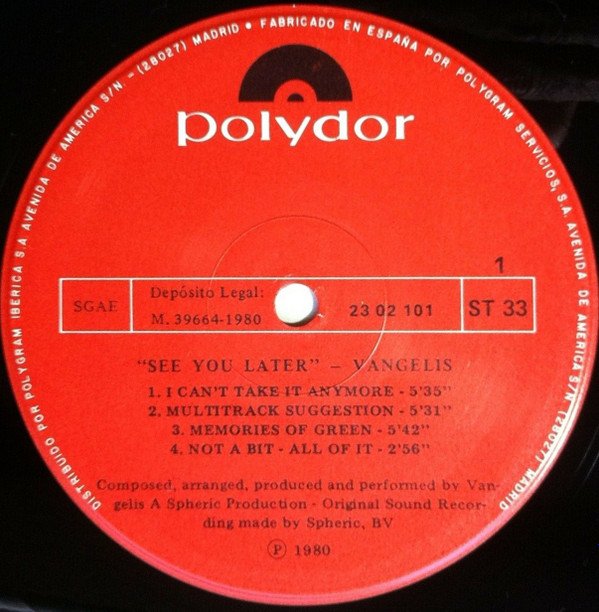 DISTRIBUIDO POR POLYGRAM IBERICA S.A AVENIDA DE AMERICA S/N. - (28027) MADRID • FABRICADO EN ESPAÑA POR POLYGRAM SERVICIOS, S.A. AVENIDA DE AMERICA S/N (28027) MADRID
polydor
1
SGAE
Depósito Legal:
M. 39664-1980
23 02 101
ST 33
"SEE YOU LATER" - VANGELIS
1. I CAN'T TAKE IT ANYMORE - 5'35"
2. MULTITRACK SUGGESTION - 5'31"
3. MEMORIES OF GREEN - 5'42"
4. NOT A BIT - ALL OF IT - 2'56"
Composed, arranged, produced and performed by Van-
gelis A Spheric Production - Original Sound Recor-
ding made by Spheric, BV
Ⓟ 1980